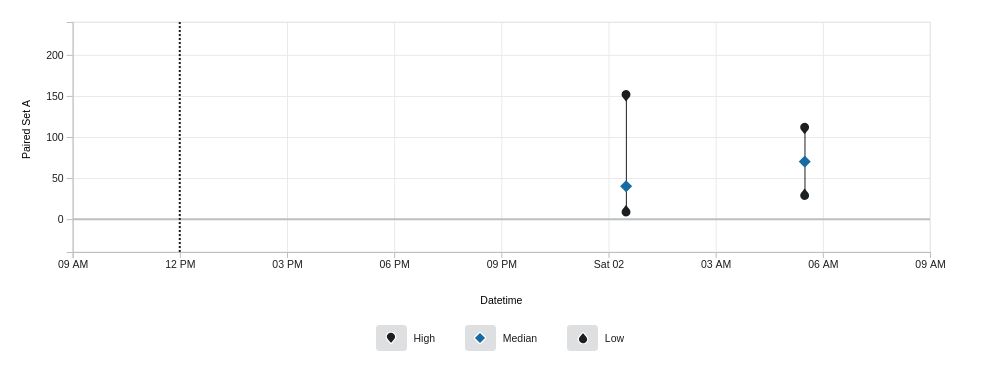 Paired Set A
200
150
100
50
0
09 AM 12 PM 03 PM 06 PM 09 PM Sat 02 03 AM 06 AM 09 AM
Datetime
High Median Low